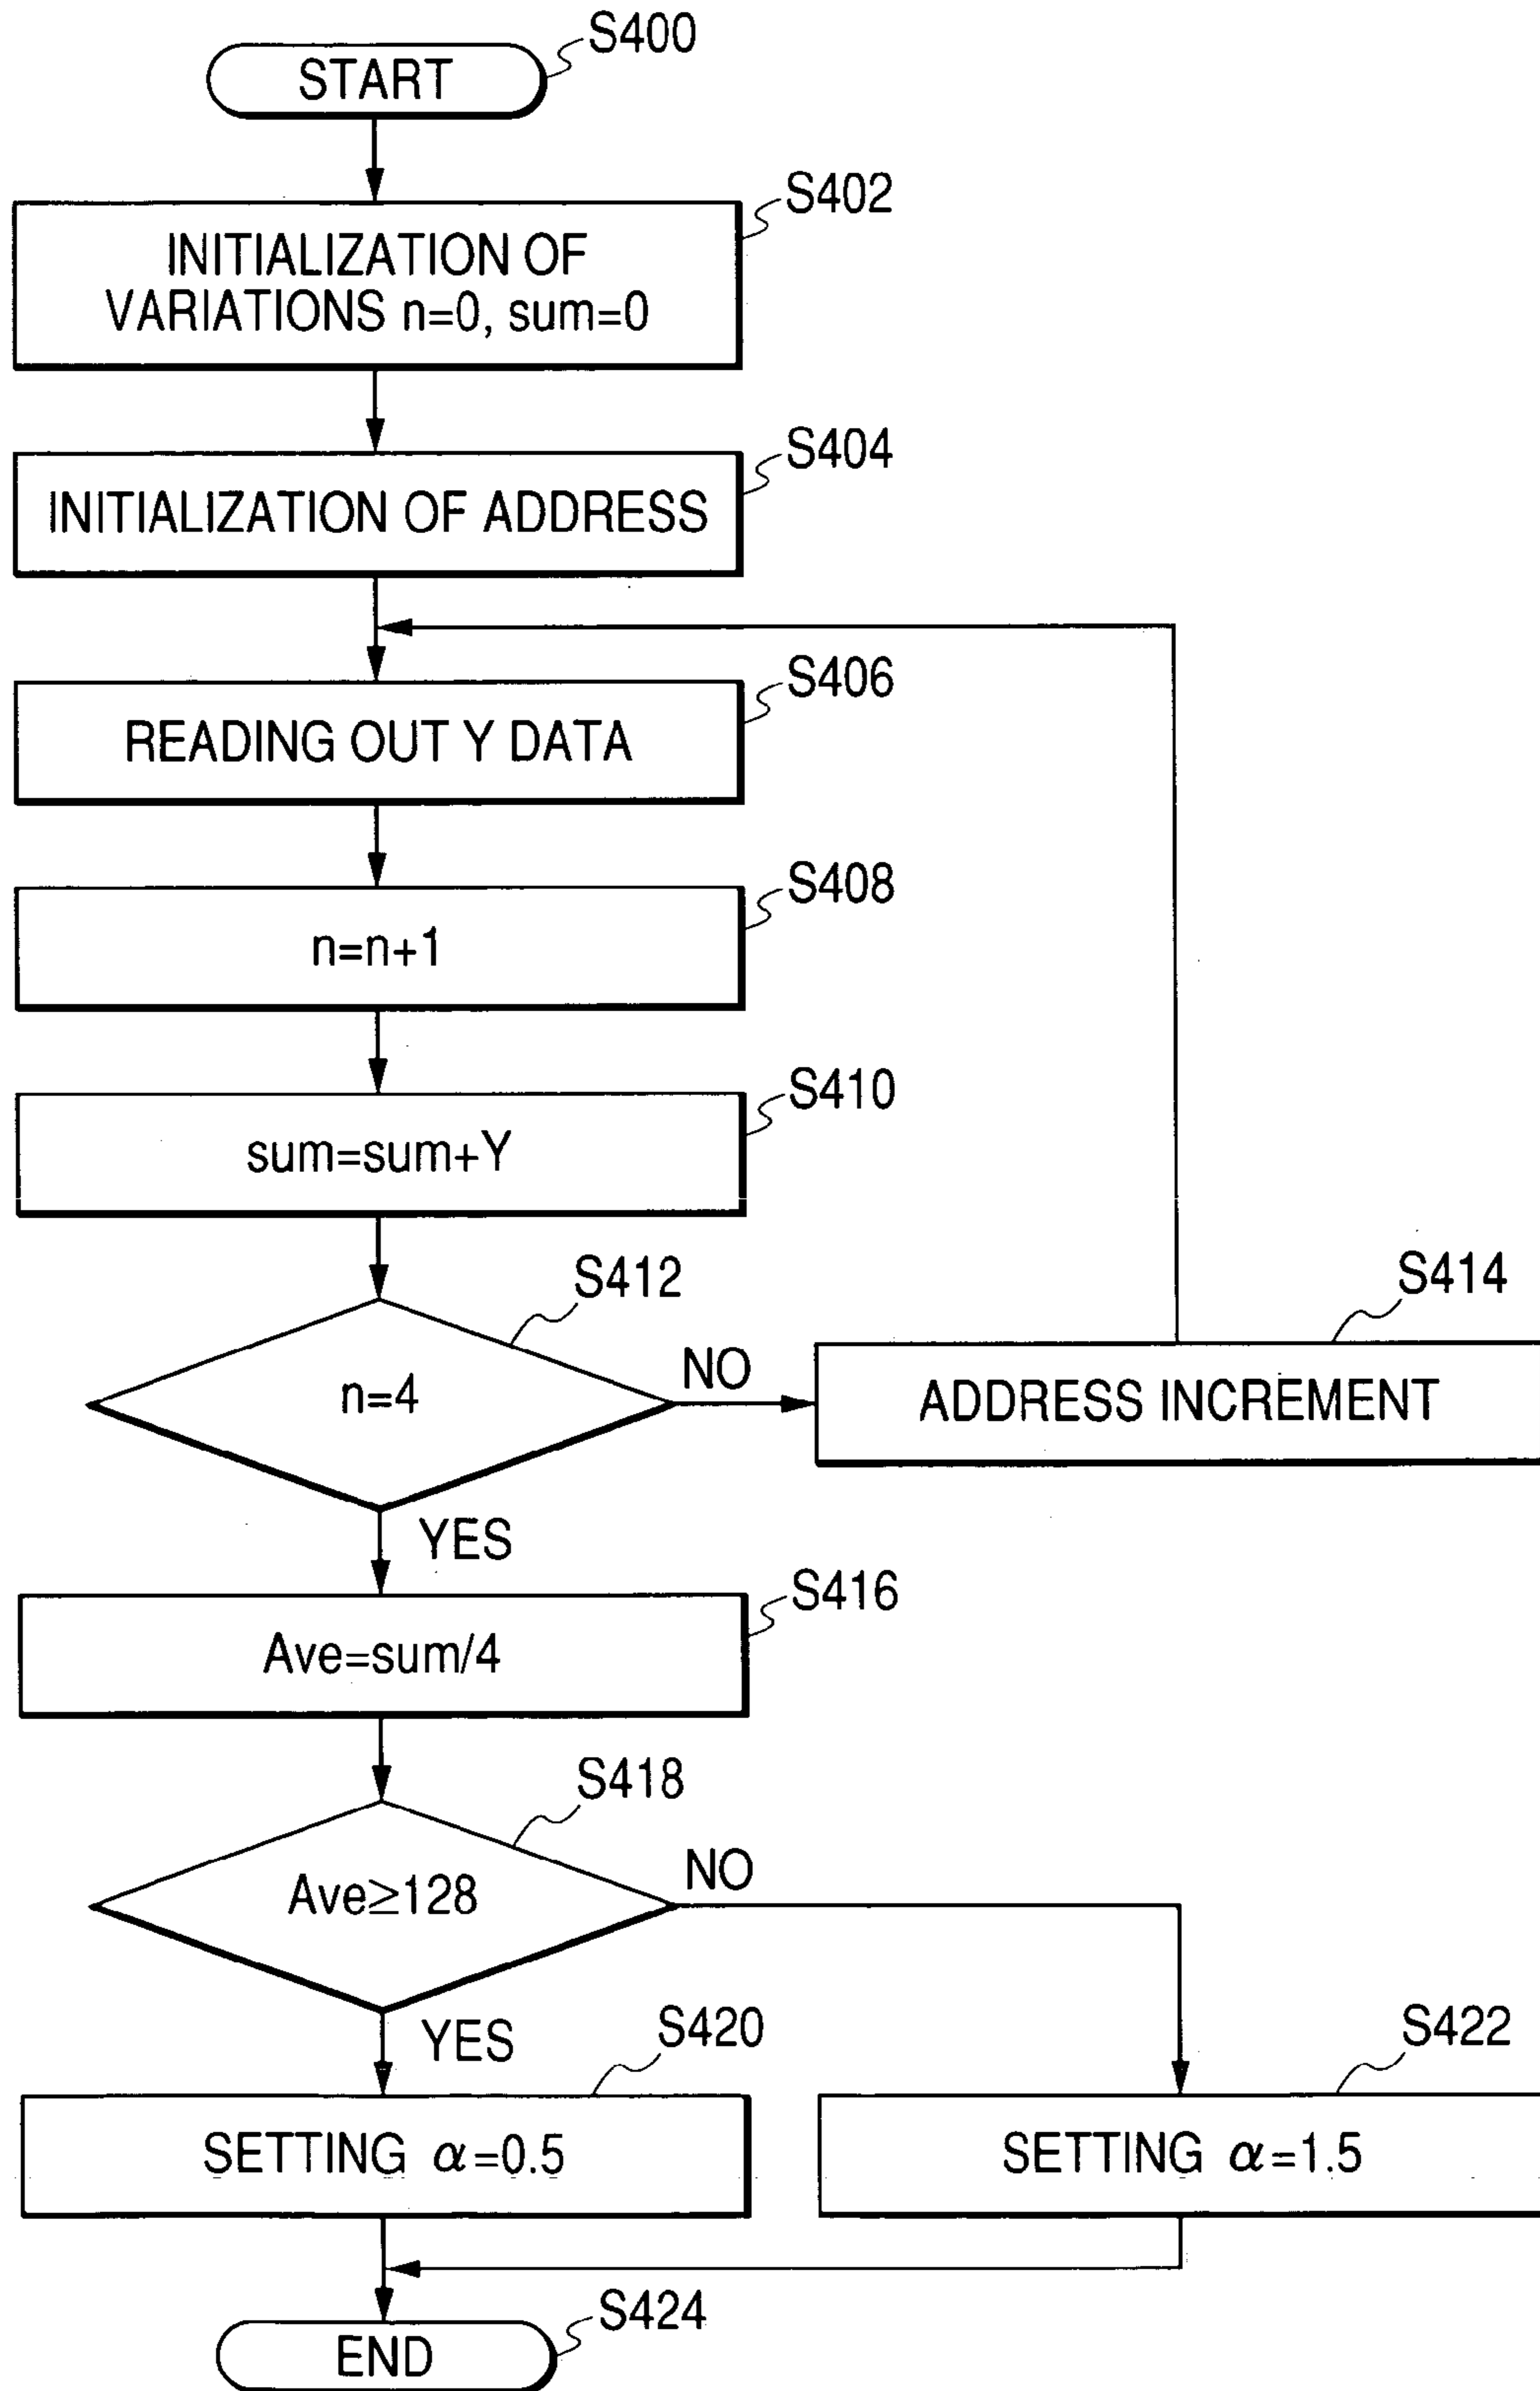 S400
START
S402
INITIALIZATION OF
VARIATIONS n=0, sum=0
S404
INITIALIZATION OF ADDRESS
S406
READING OUT Y DATA
S408
n=n+1
S410
sum=sum+Y
S412
n=4
NO
S414
ADDRESS INCREMENT
YES
S416
Ave=sum/4
S418
Ave≥128
NO
YES
S420
SETTING α=0.5
S422
SETTING α=1.5
S424
END